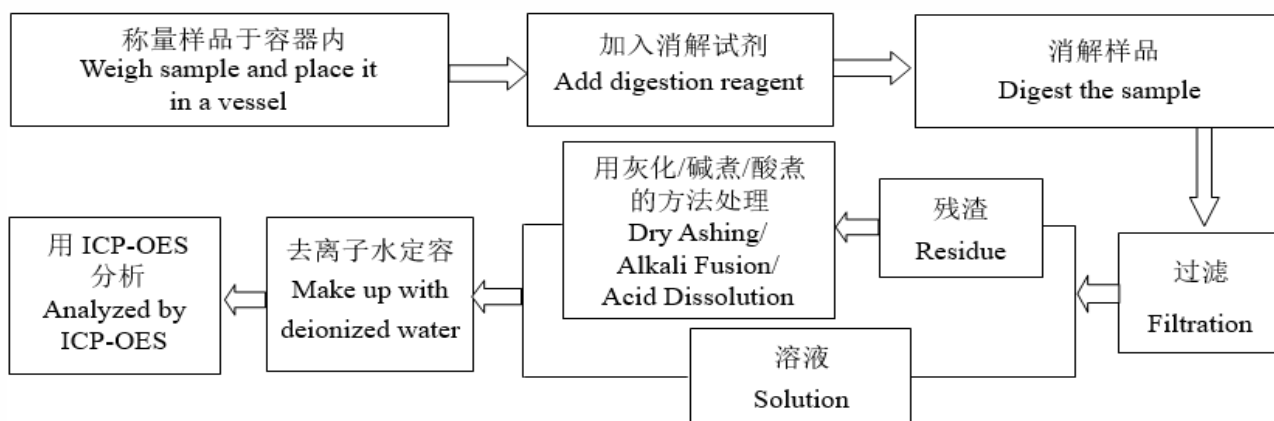 称量样品于容器内
Weigh sample and place it
in a vessel
加入消解试剂
Add digestion reagent
消解样品
Digest the sample
过滤
Filtration
残渣
Residue
用灰化/碱煮/酸煮
的方法处理
Dry Ashing/
Alkali Fusion/
Acid Dissolution
溶液
Solution
去离子水定容
Make up with
deionized water
用 ICP-OES
分析
Analyzed by
ICP-OES